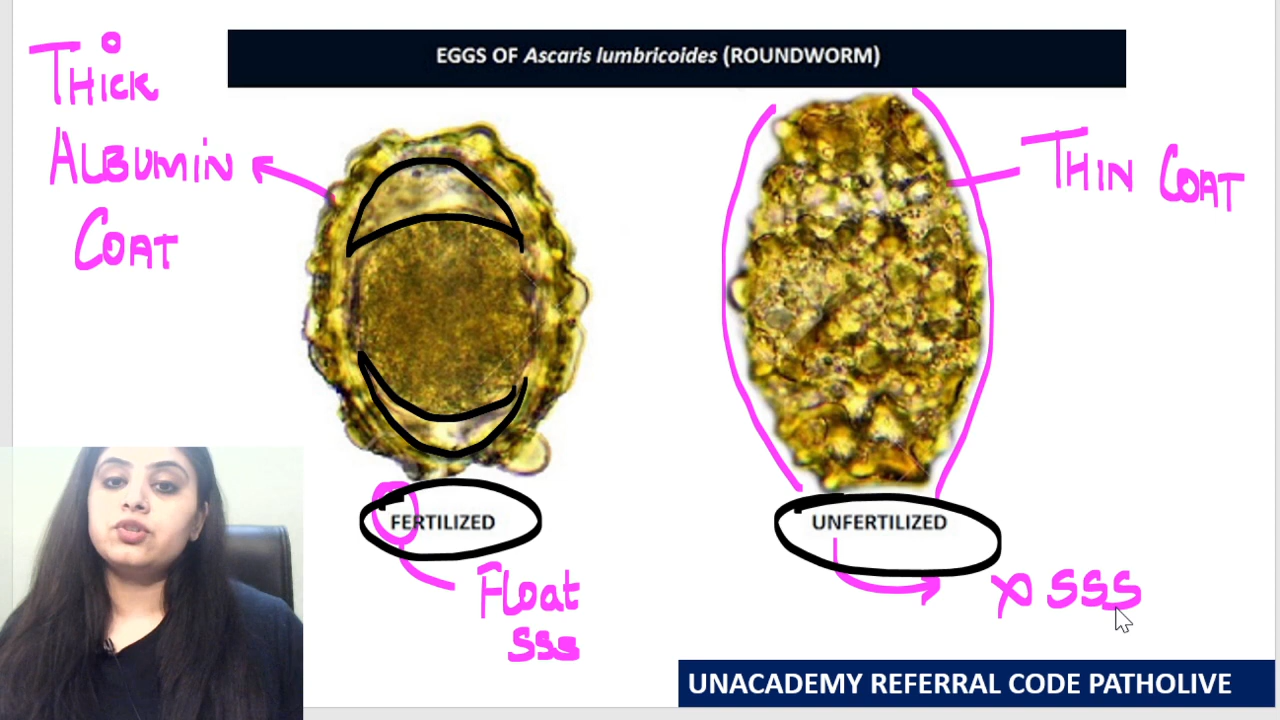 EGGS OF Ascaris lumbricoides (ROUNDWORM)
THicK
ALBUMiN
COAT
THIN COAT
FERTILIZED
UNFERTILIZED
Float
SSS
X SSS
UNACADEMY REFERRAL CODE PATHOLIVE